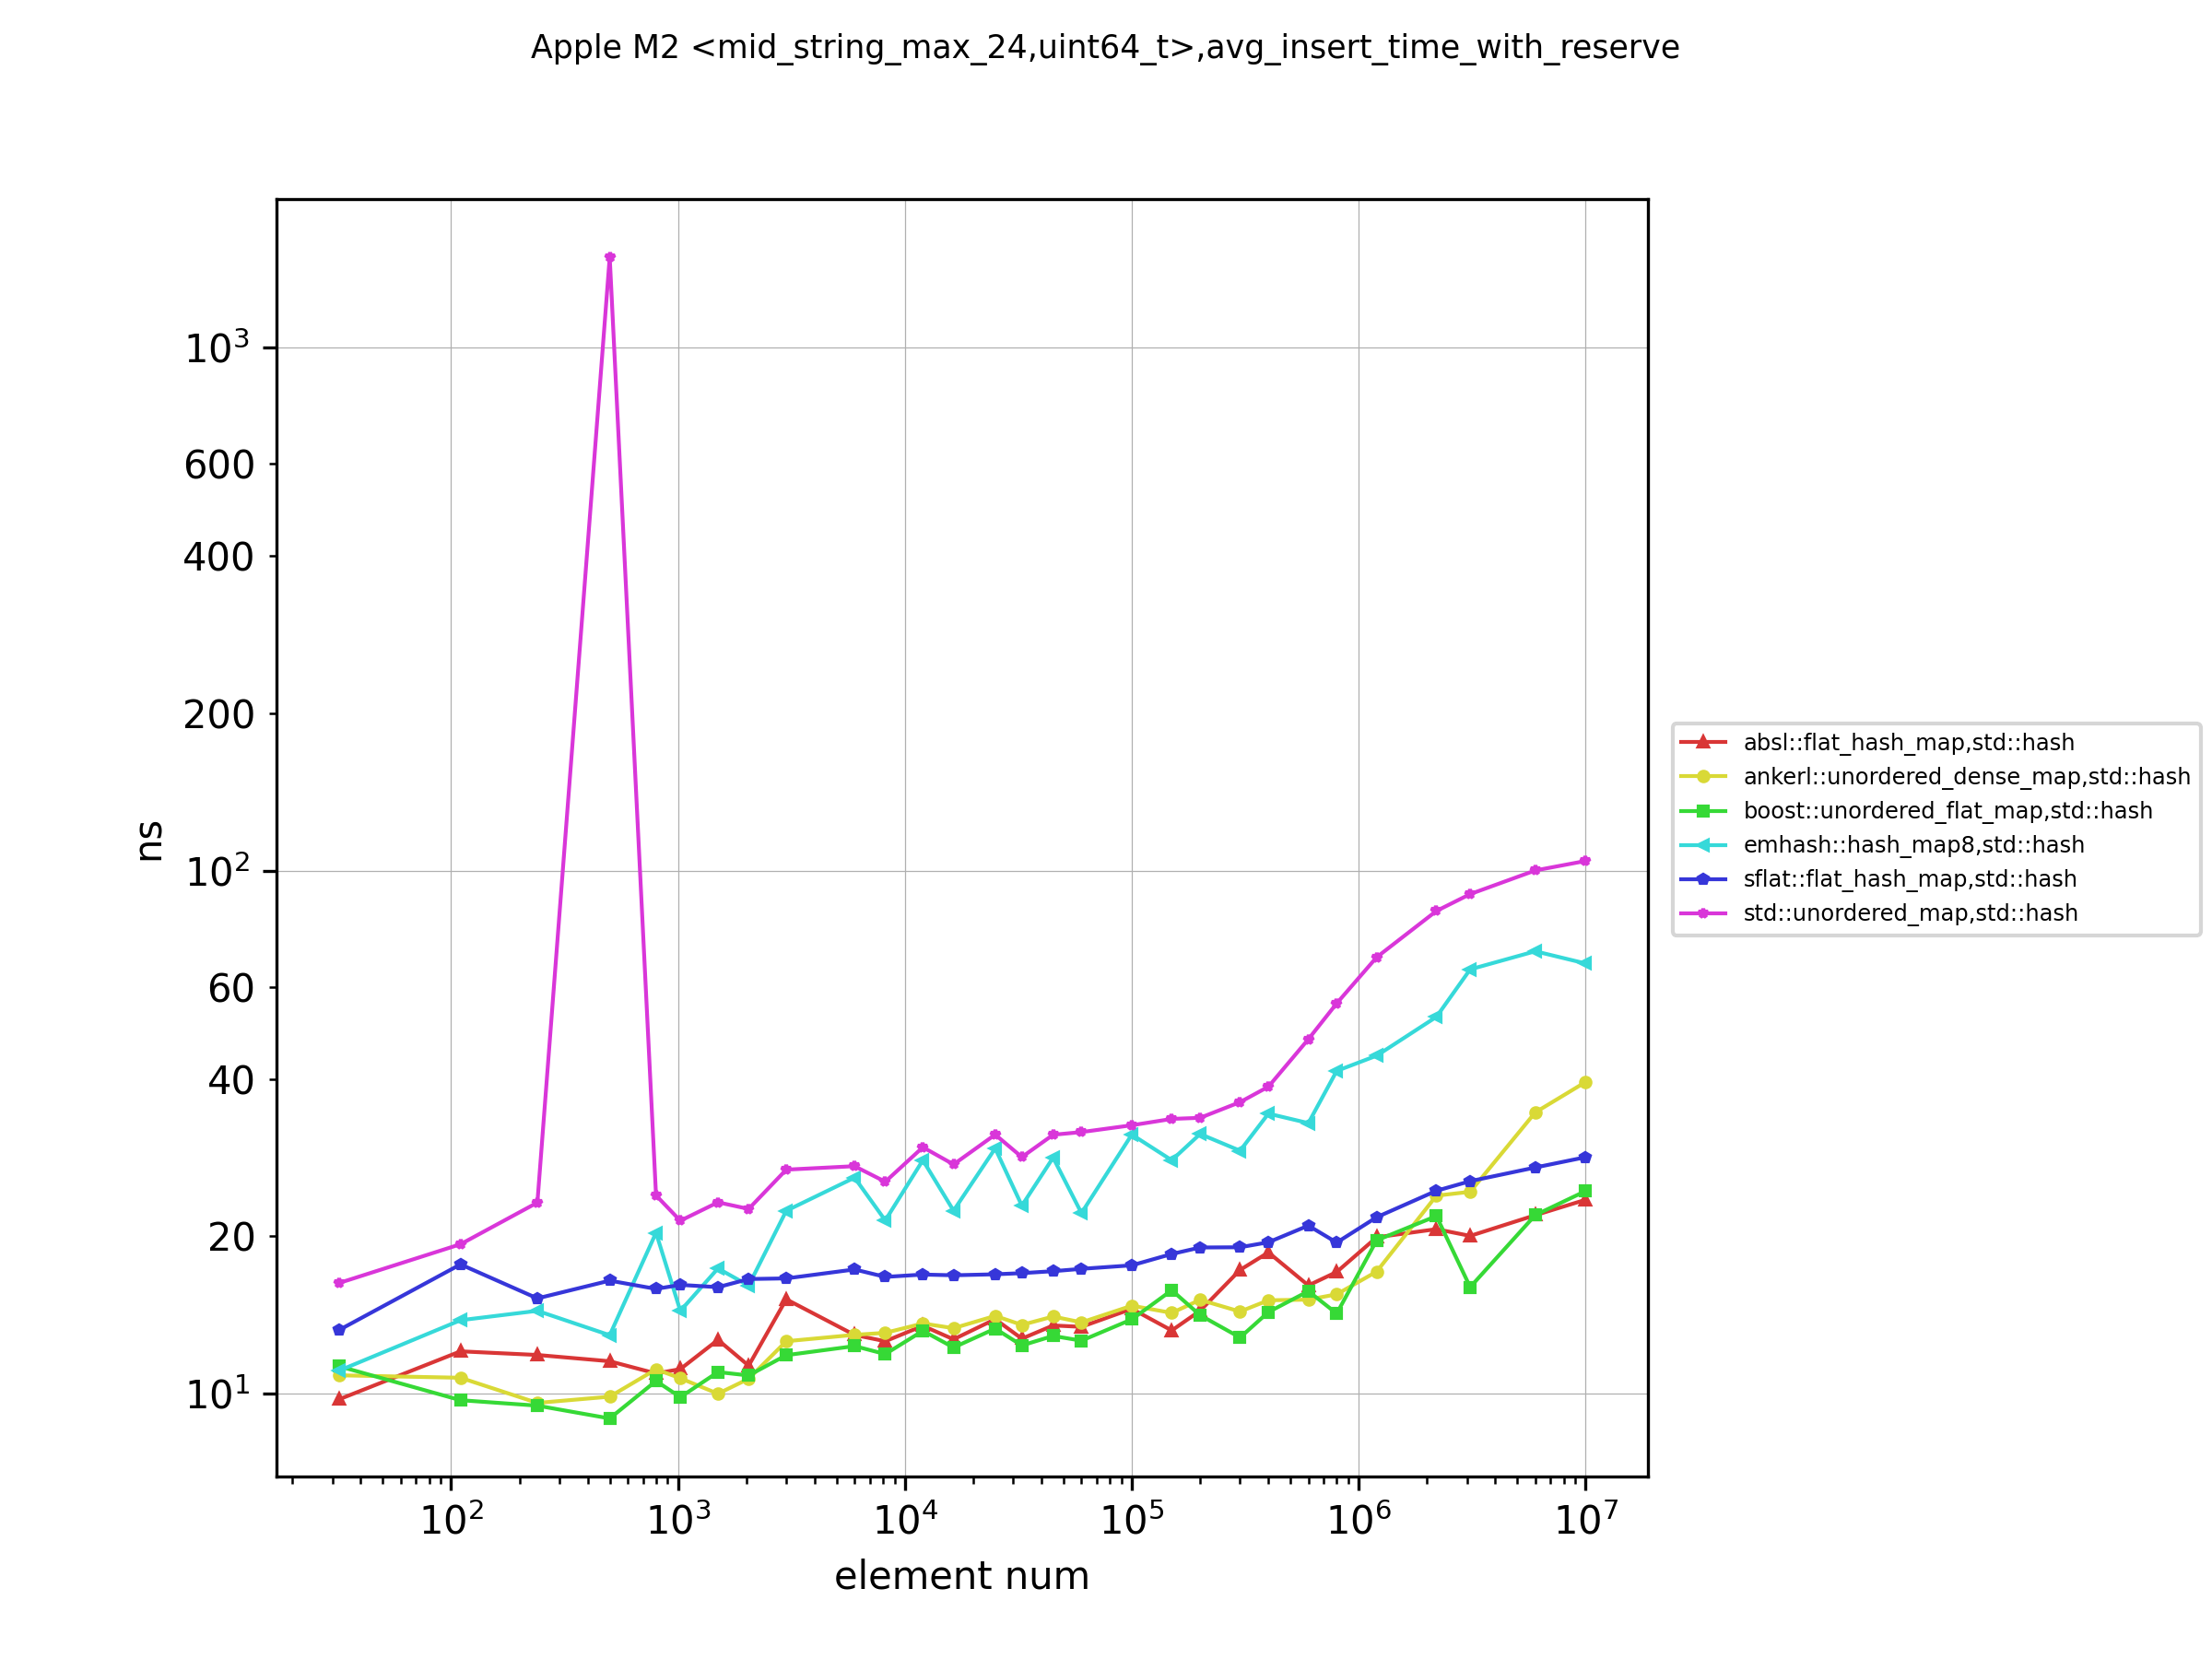 Apple M2 <mid_string_max_24,uint64_t>,avg_insert_time_with_reserve
10³
600
400
200
10²
60
40
20
10¹
ns
10² 10³ 10⁴ 10⁵ 10⁶ 10⁷
element num
absl::flat_hash_map,std::hash
ankerl::unordered_dense_map,std::hash
boost::unordered_flat_map,std::hash
emhash::hash_map8,std::hash
sflat::flat_hash_map,std::hash
std::unordered_map,std::hash